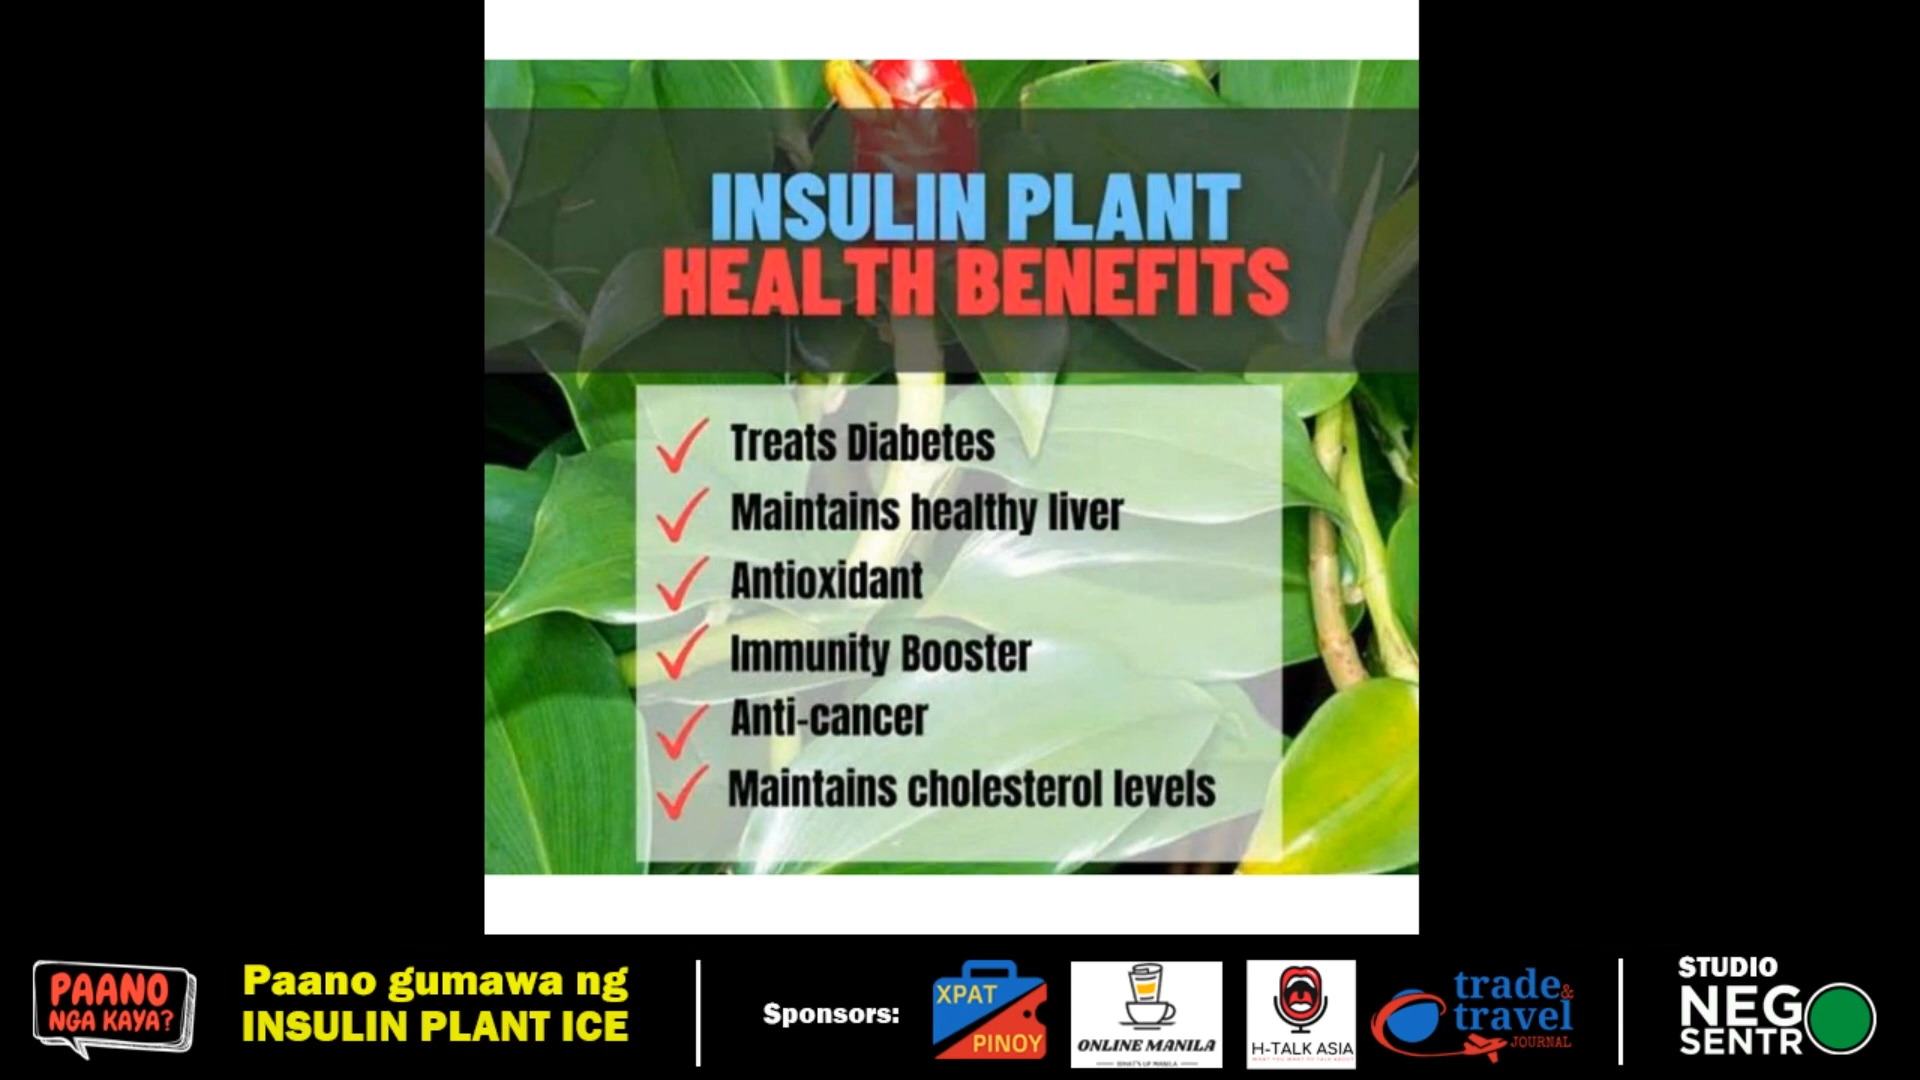 INSULIN PLANT
HEALTH BENEFITS
Treats Diabetes
Maintains healthy liver
Antioxidant
Immunity Booster
Anti-cancer
Maintains cholesterol levels
PAANO
NGA KAYA?
Paano gumawa ng
INSULIN PLANT ICE
Sponsors:
XPAT
PINOY
ONLINE MANILA
H-TALK ASIA
trade&
travel
JOURNAL
STUDIO
NEG
SENTR